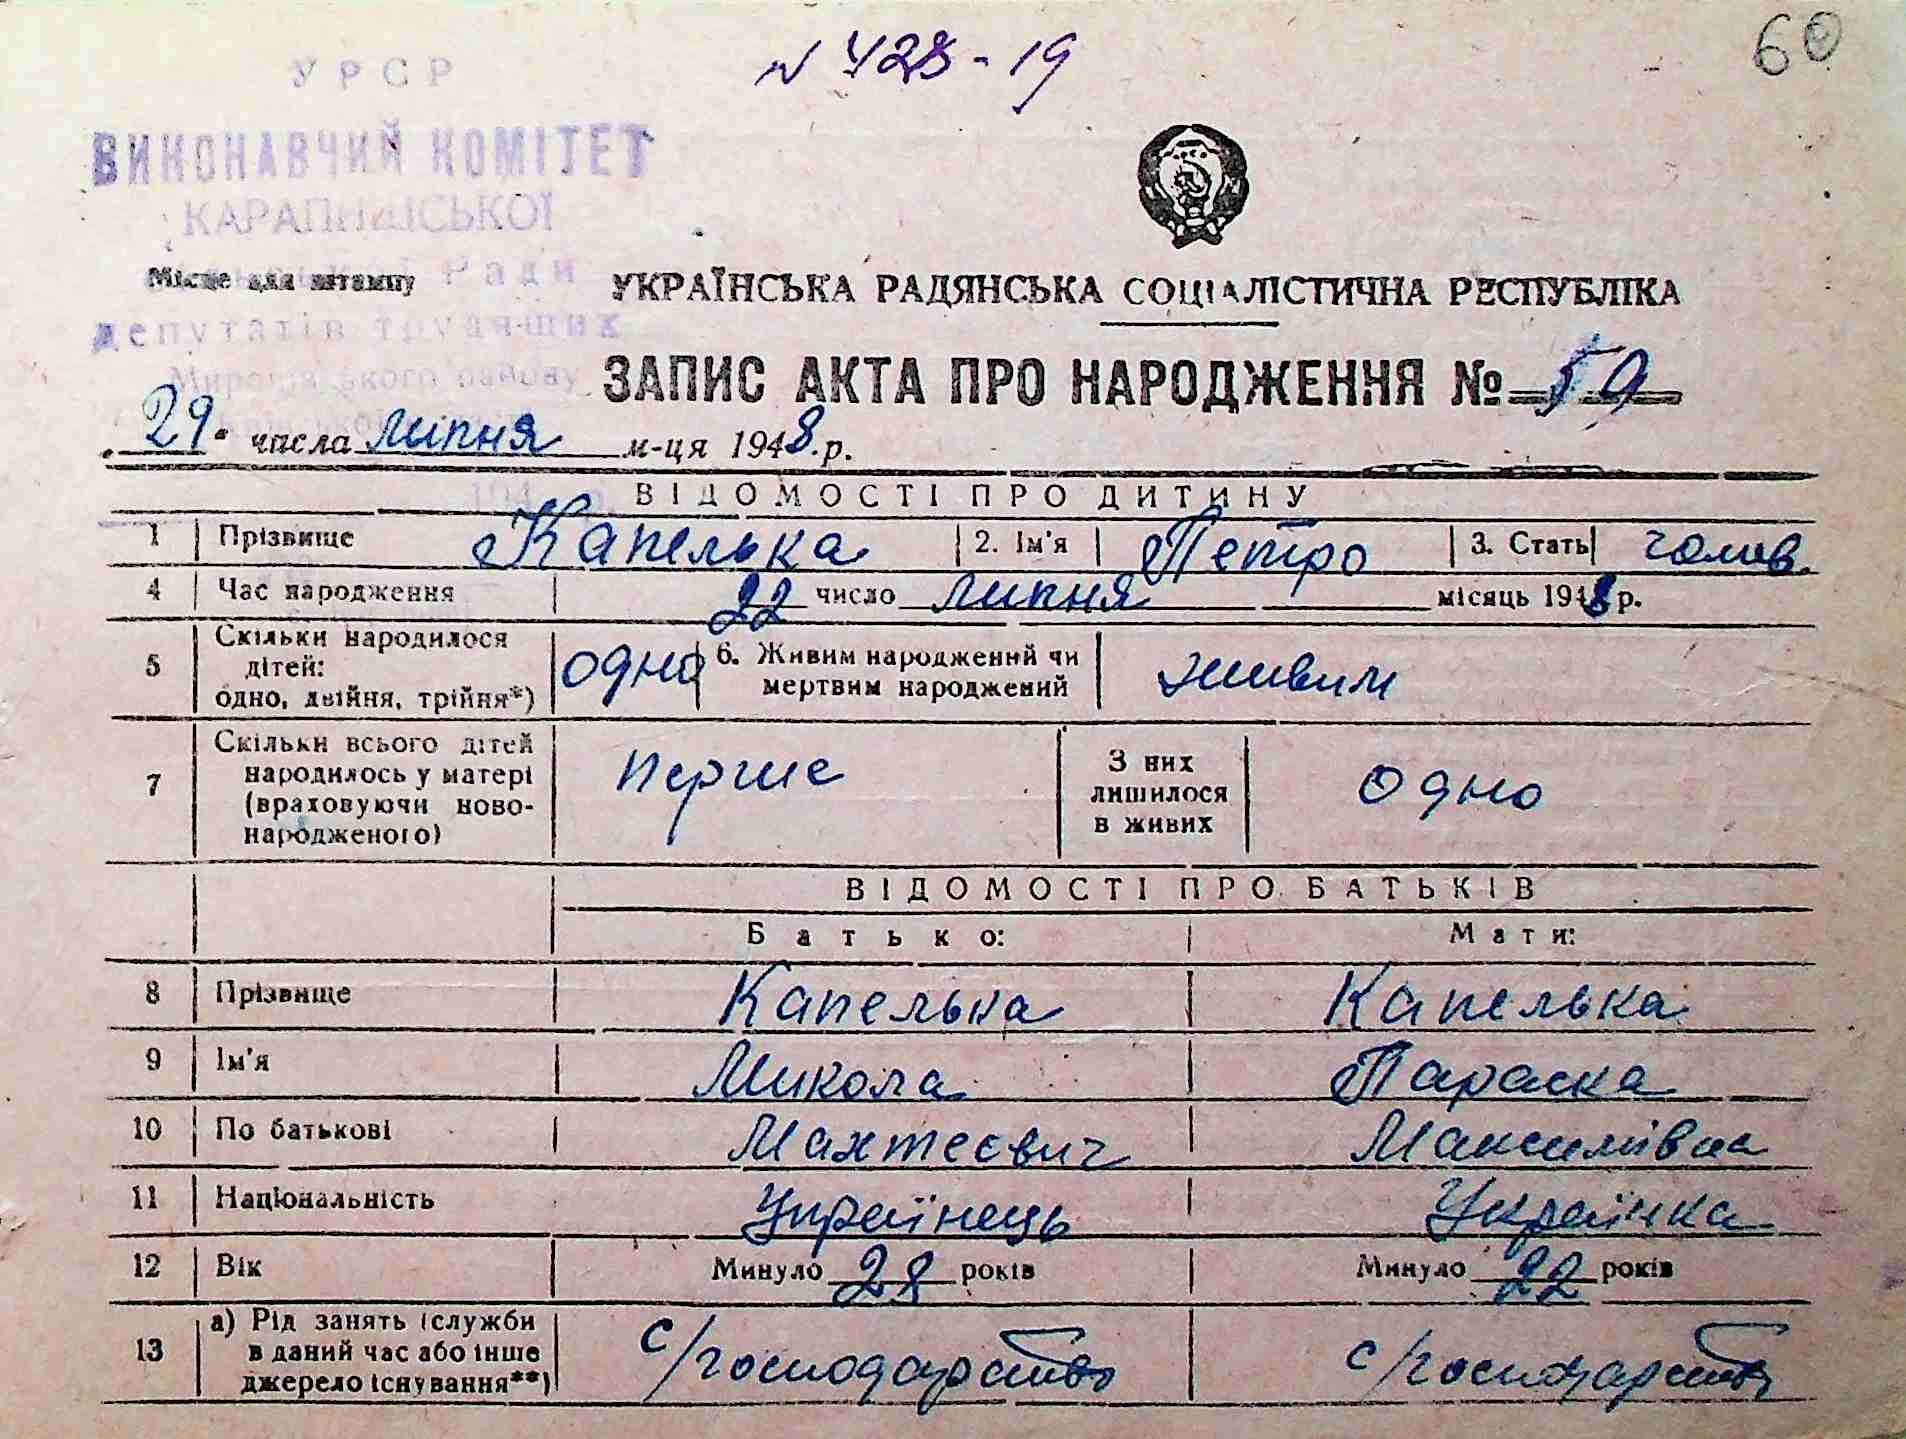 60
N 428-19
УРСР
ВИКОНАВЧИЙ КОМІТЕТ
КАРАПИШСЬКОЇ
Ради
депутатів трудящих
Миронівського району
Місце для штампу
УКРАЇНСЬКА РАДЯНСЬКА СОЦІАЛІСТИЧНА РЕСПУБЛІКА
ЗАПИС АКТА ПРО НАРОДЖЕННЯ № 59
29 числа липня м-ця 1948 р.
ВІДОМОСТІ ПРО ДИТИНУ
1 Прізвище Капелька 2. Ім'я Петро 3. Стать чолов.
4 Час народження 22 число липня місяць 1948 р.
5 Скільки народилося дітей: одно, двійня, трійня*) одно 6. Живим народжений чи мертвим народжений живим
7 Скільки всього дітей народилось у матері (враховуючи новонародженого) перше З них лишилося в живих одно
ВІДОМОСТІ ПРО БАТЬКІВ
Батько: Мати:
8 Прізвище Капелька Капелька
9 Ім'я Микола Параска
10 По батькові Махтеєвич Максимівна
11 Національність Українець Українка
12 Вік Минуло 28 років Минуло 22 років
13 а) Рід занять (служби в даний час або інше джерело існування**) с/господарство с/господарство